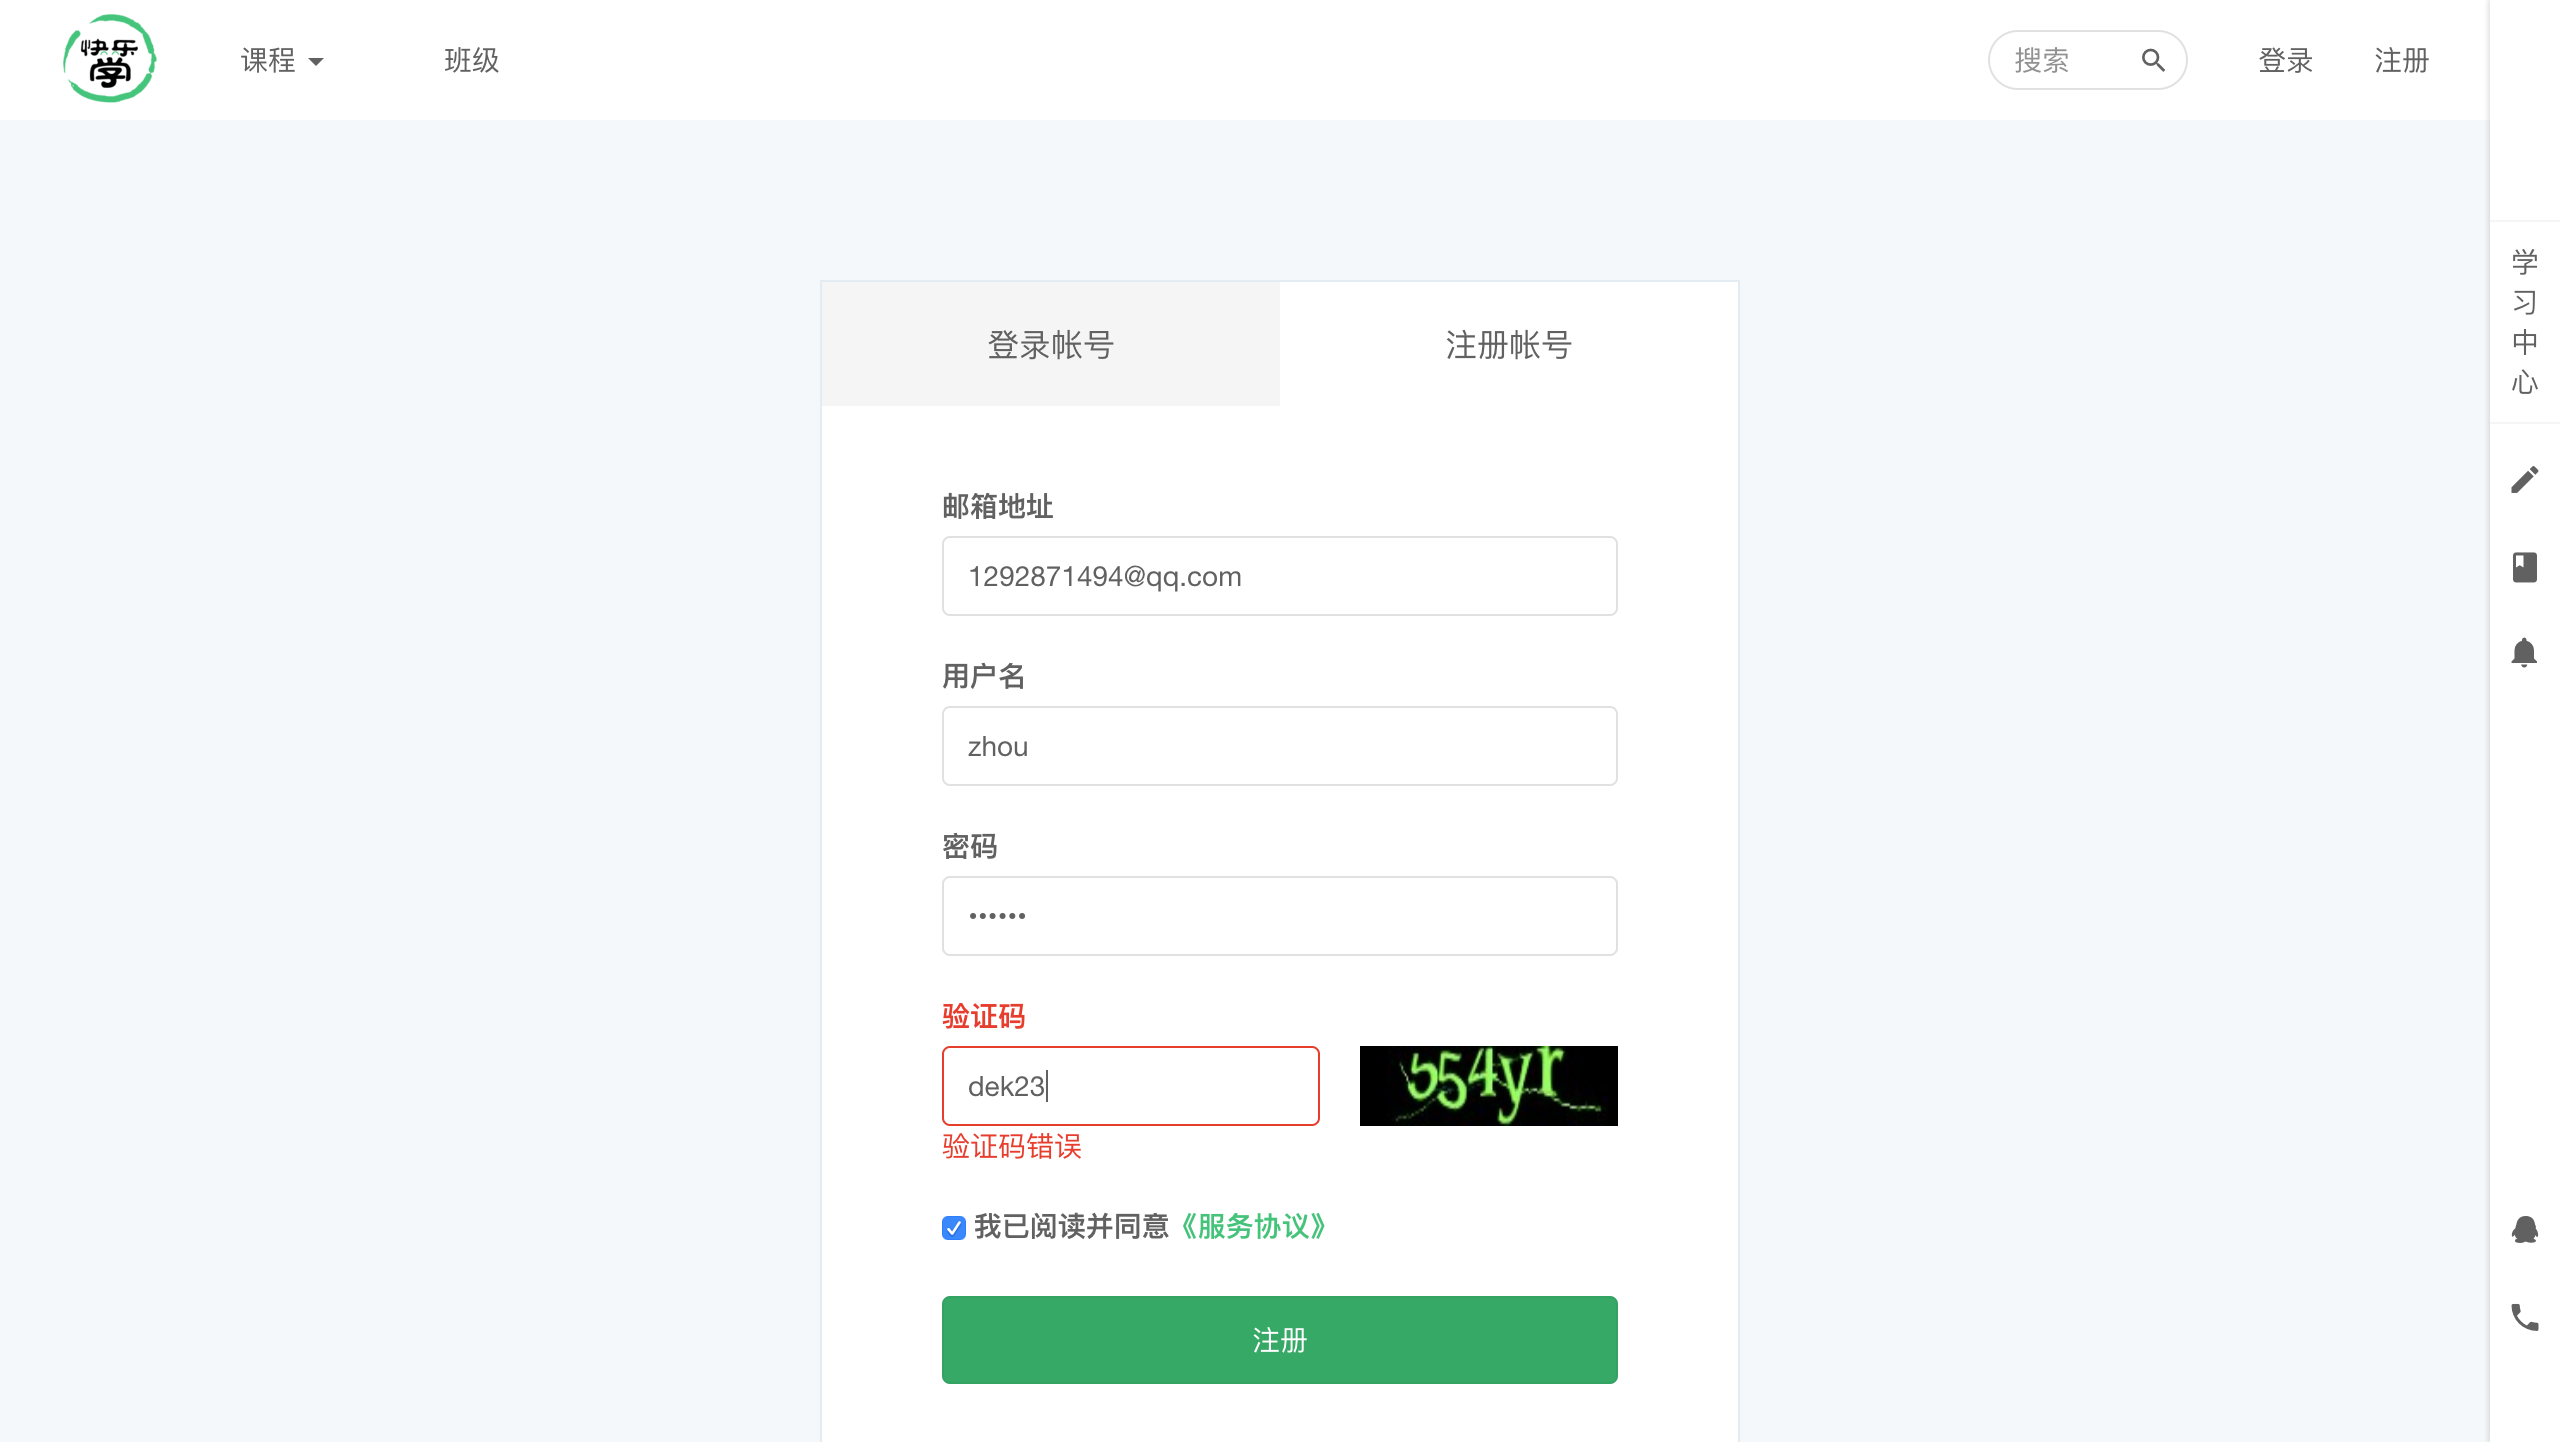 快乐
学
课程
班级
搜索
登录
注册
登录帐号
注册帐号
邮箱地址
1292871494@qq.com
用户名
zhou
密码
••••••
验证码
dek23
554yr
验证码错误
我已阅读并同意《服务协议》
注册
学
习
中
心